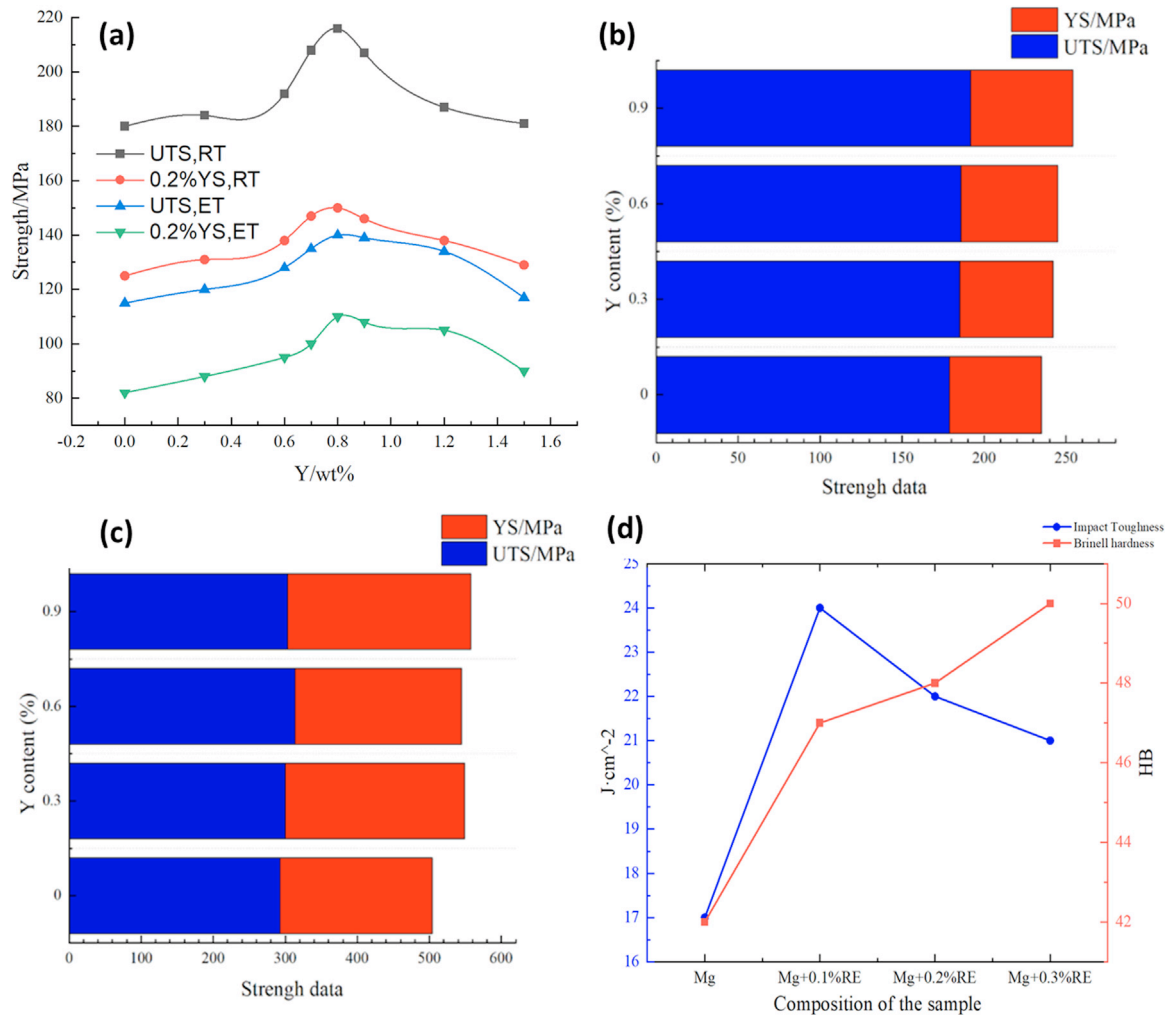 (a)
220
200
180
160
140
120
100
80
Strength/MPa
UTS,RT
0.2%YS,RT
UTS,ET
0.2%YS,ET
-0.2 0.0 0.2 0.4 0.6 0.8 1.0 1.2 1.4 1.6
Y/wt%
(b)
YS/MPa
UTS/MPa
0.9
0.6
0.3
0
Y content (%)
0 50 100 150 200 250
Strengh data
(c)
YS/MPa
UTS/MPa
0.9
0.6
0.3
0
Y content (%)
0 100 200 300 400 500 600
Strengh data
(d)
Impact Toughness
Brinell hardness
25
24
23
22
21
20
19
18
17
16
J·cm^-2
50
48
46
44
42
HB
Mg Mg+0.1%RE Mg+0.2%RE Mg+0.3%RE
Composition of the sample